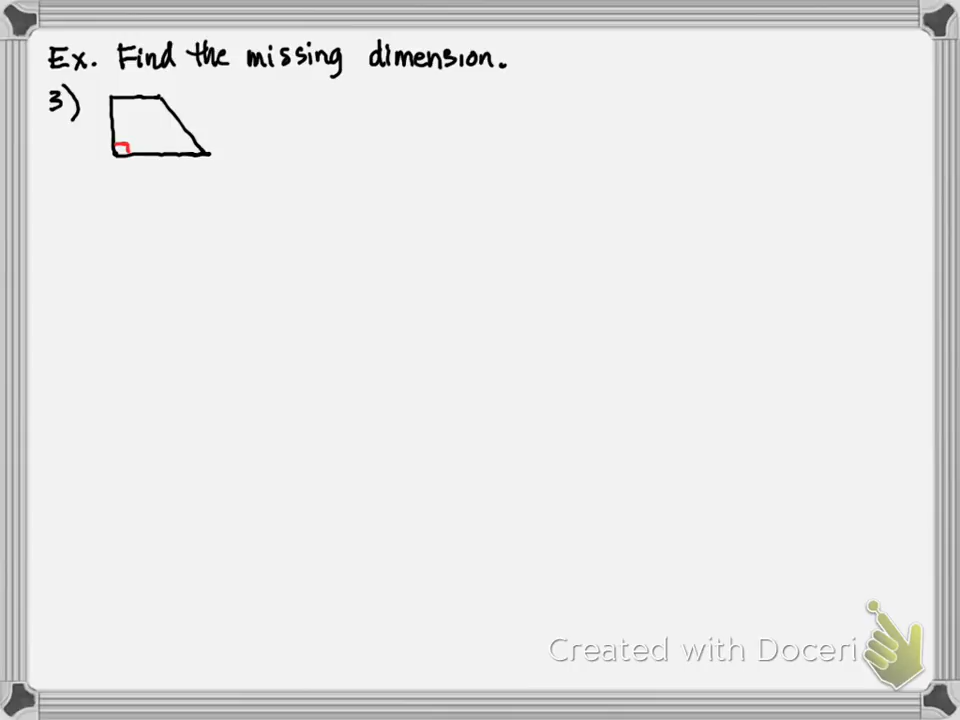 Ex. Find the missing dimension.
3)
Created with Doceri